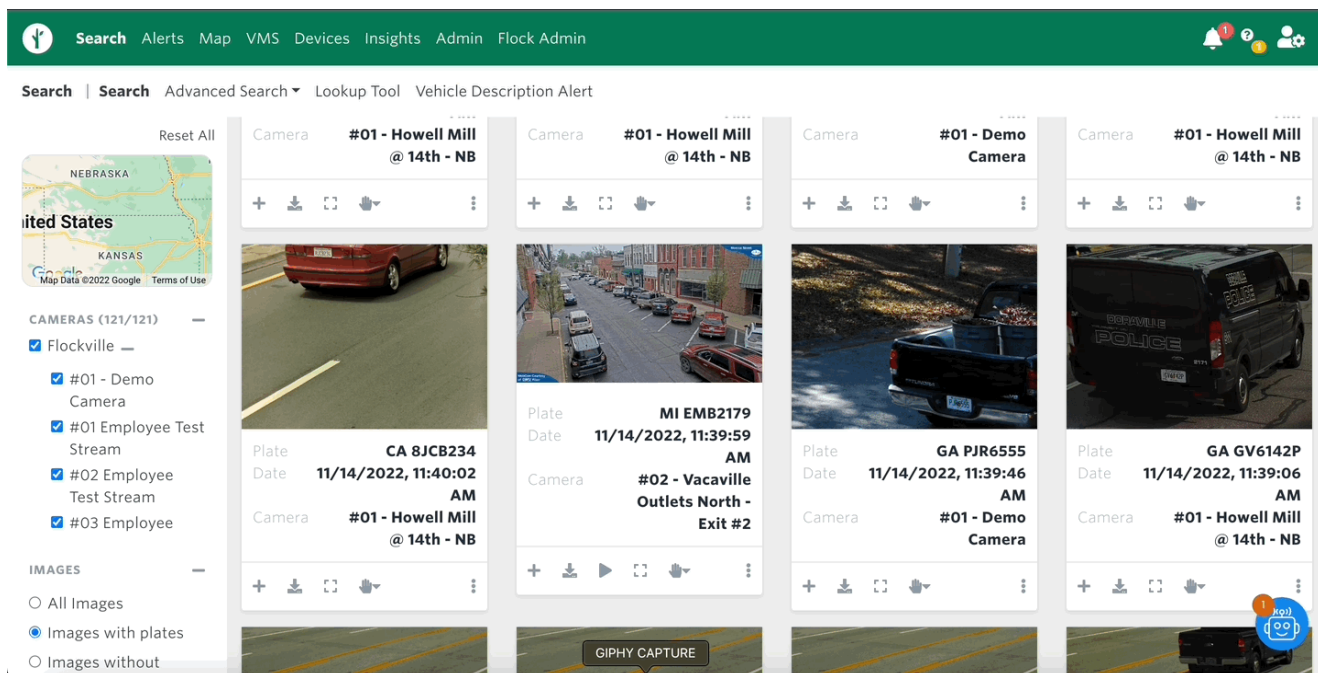 Search Alerts Map VMS Devices Insights Admin Flock Admin
1
?
1
Search | Search Advanced Search Lookup Tool Vehicle Description Alert
Reset All
NEBRASKA
ited States
KANSAS
Google
Map Data ©2022 Google Terms of Use
CAMERAS (121/121)
Flockville
#01 - Demo
Camera
#01 Employee Test
Stream
#02 Employee
Test Stream
#03 Employee
IMAGES
All Images
Images with plates
Images without
Camera #01 - Howell Mill
@ 14th - NB
Camera #01 - Howell Mill
@ 14th - NB
Camera #01 - Demo
Camera
Camera #01 - Howell Mill
@ 14th - NB
Plate CA 8JCB234
Date 11/14/2022, 11:40:02
AM
Camera #01 - Howell Mill
@ 14th - NB
Plate MI EMB2179
Date 11/14/2022, 11:39:59
AM
Camera #02 - Vacaville
Outlets North -
Exit #2
Plate GA PJR6555
Date 11/14/2022, 11:39:46
AM
Camera #01 - Demo
Camera
DORAVILLE
POLICE
POLICE
Plate GA GV6142P
Date 11/14/2022, 11:39:06
AM
Camera #01 - Howell Mill
@ 14th - NB
1
GIPHY CAPTURE